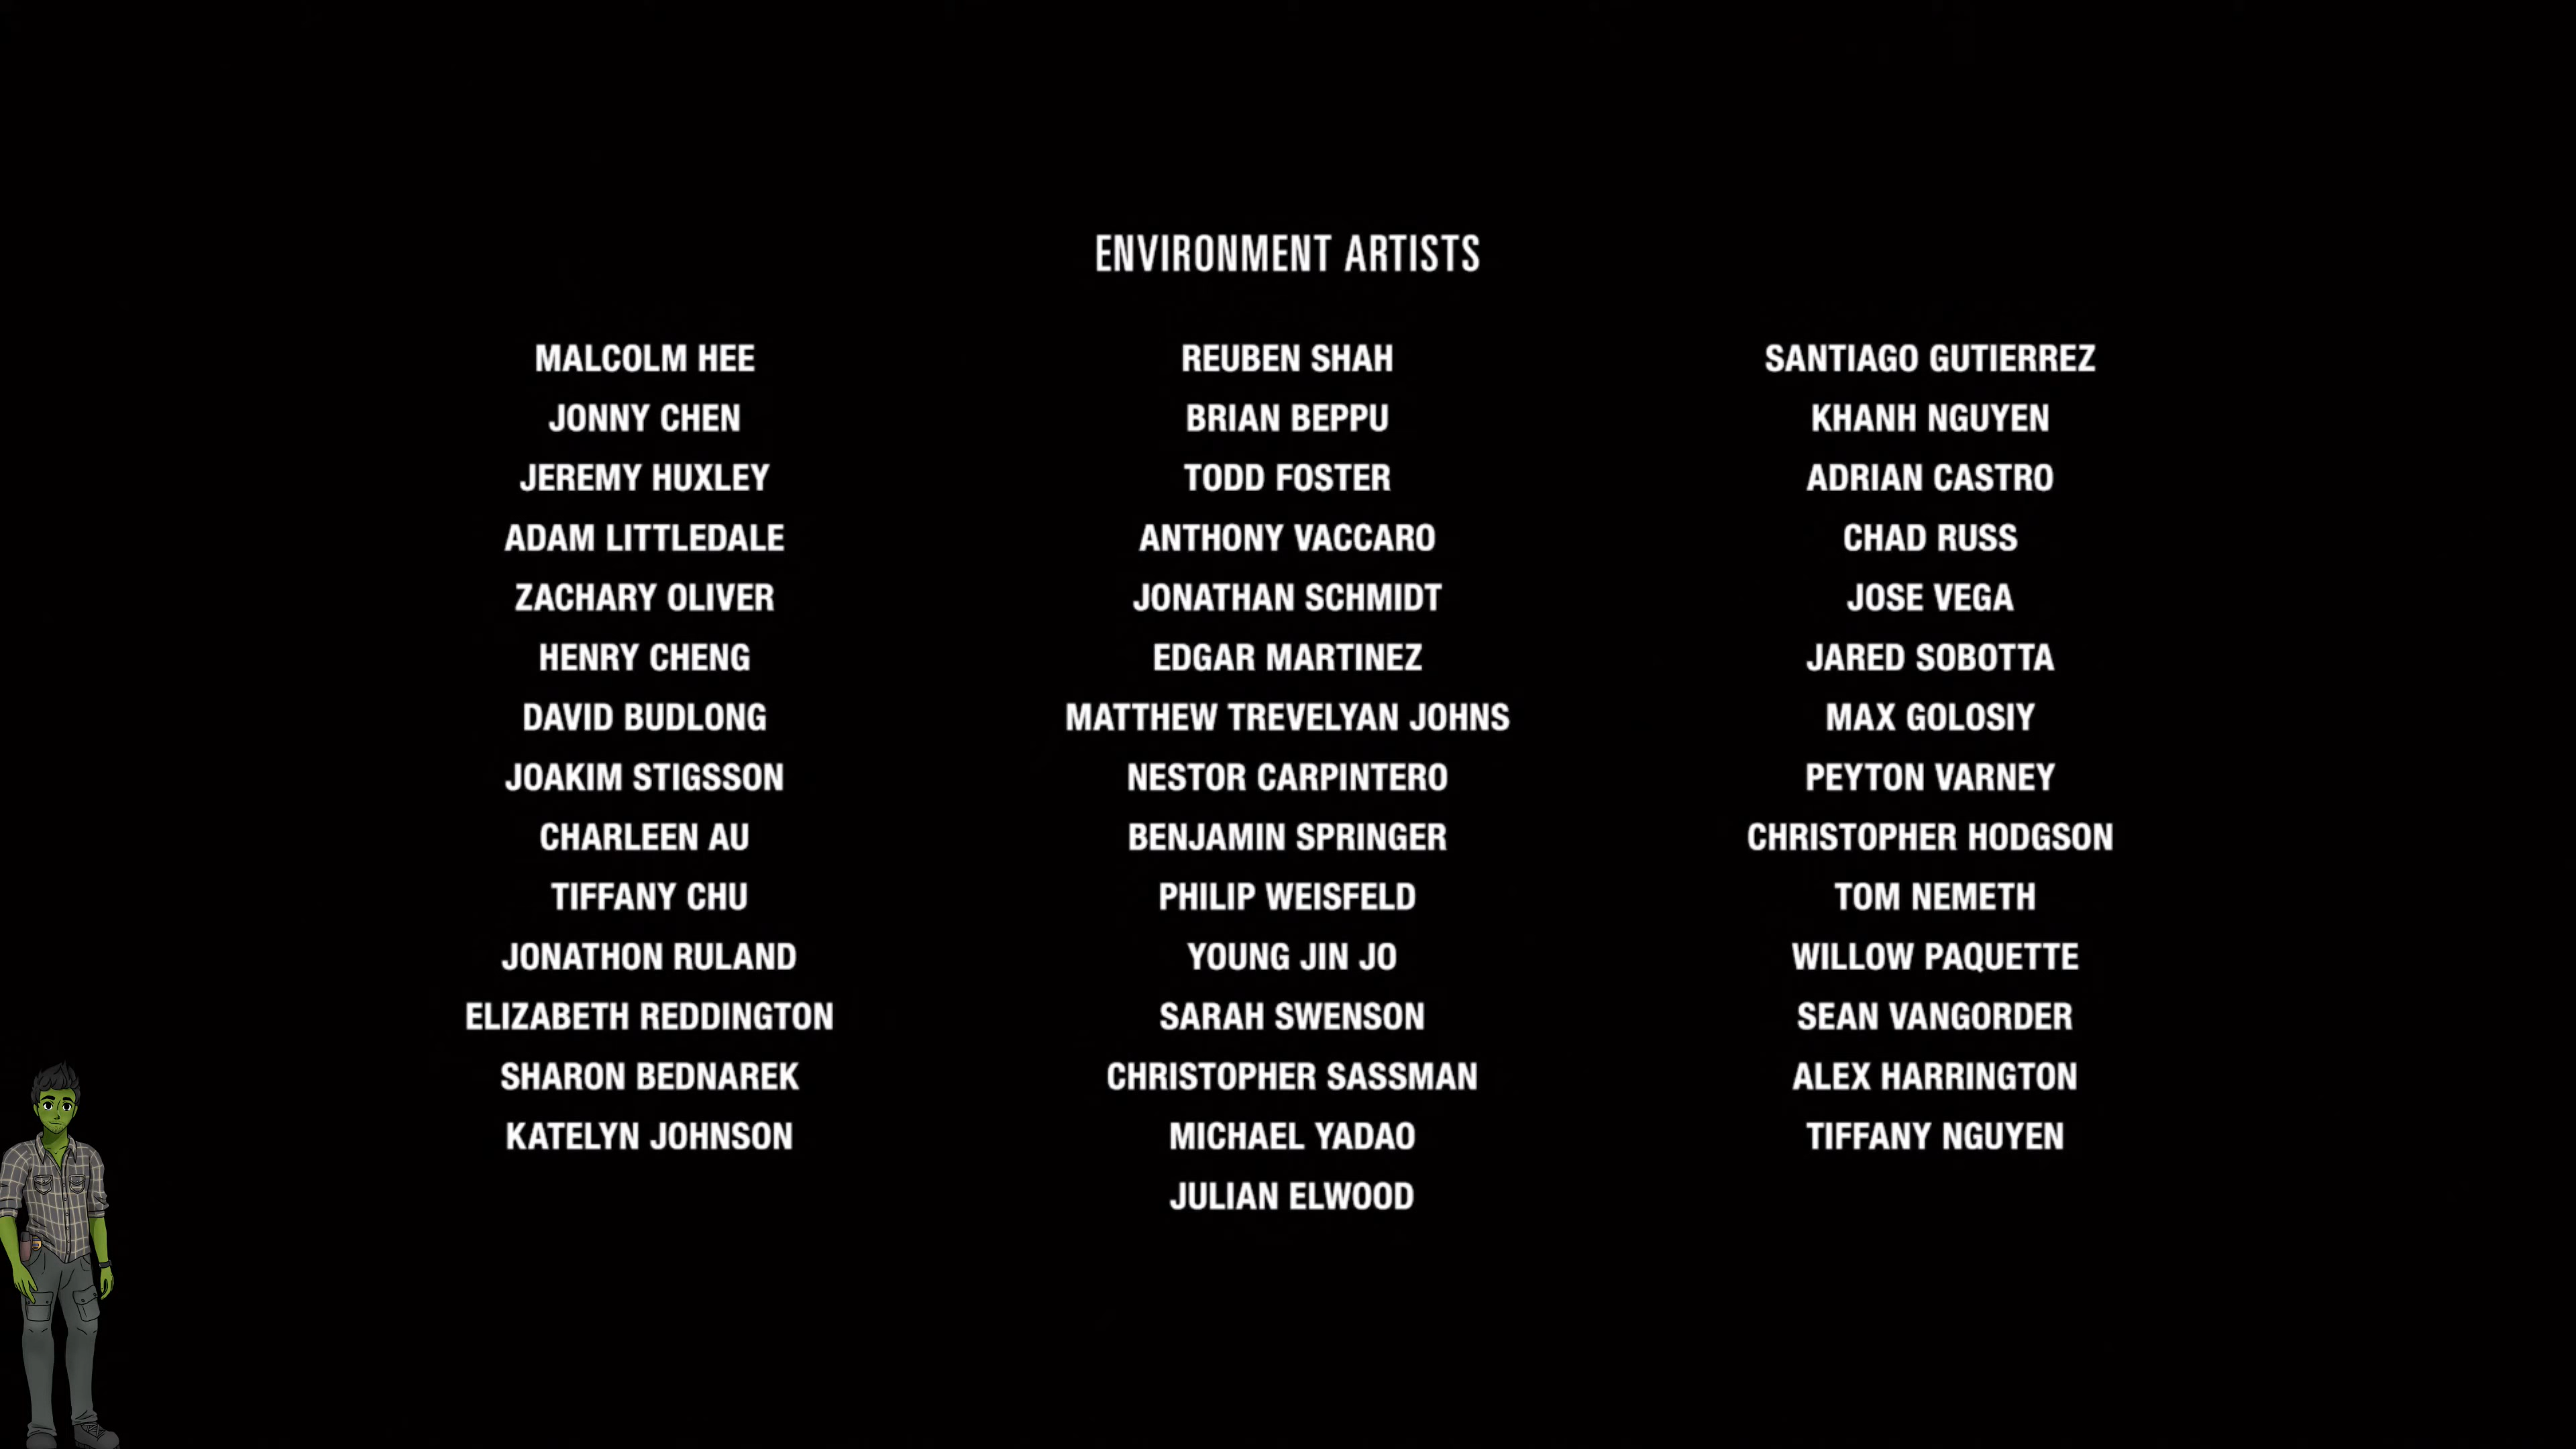 ENVIRONMENT ARTISTS
MALCOLM HEE
JONNY CHEN
JEREMY HUXLEY
ADAM LITTLEDALE
ZACHARY OLIVER
HENRY CHENG
DAVID BUDLONG
JOAKIM STIGSSON
CHARLEEN AU
TIFFANY CHU
JONATHON RULAND
ELIZABETH REDDINGTON
SHARON BEDNAREK
KATELYN JOHNSON
REUBEN SHAH
BRIAN BEPPU
TODD FOSTER
ANTHONY VACCARO
JONATHAN SCHMIDT
EDGAR MARTINEZ
MATTHEW TREVELYAN JOHNS
NESTOR CARPINTERO
BENJAMIN SPRINGER
PHILIP WEISFELD
YOUNG JIN JO
SARAH SWENSON
CHRISTOPHER SASSMAN
MICHAEL YADAO
JULIAN ELWOOD
SANTIAGO GUTIERREZ
KHANH NGUYEN
ADRIAN CASTRO
CHAD RUSS
JOSE VEGA
JARED SOBOTTA
MAX GOLOSIY
PEYTON VARNEY
CHRISTOPHER HODGSON
TOM NEMETH
WILLOW PAQUETTE
SEAN VANGORDER
ALEX HARRINGTON
TIFFANY NGUYEN